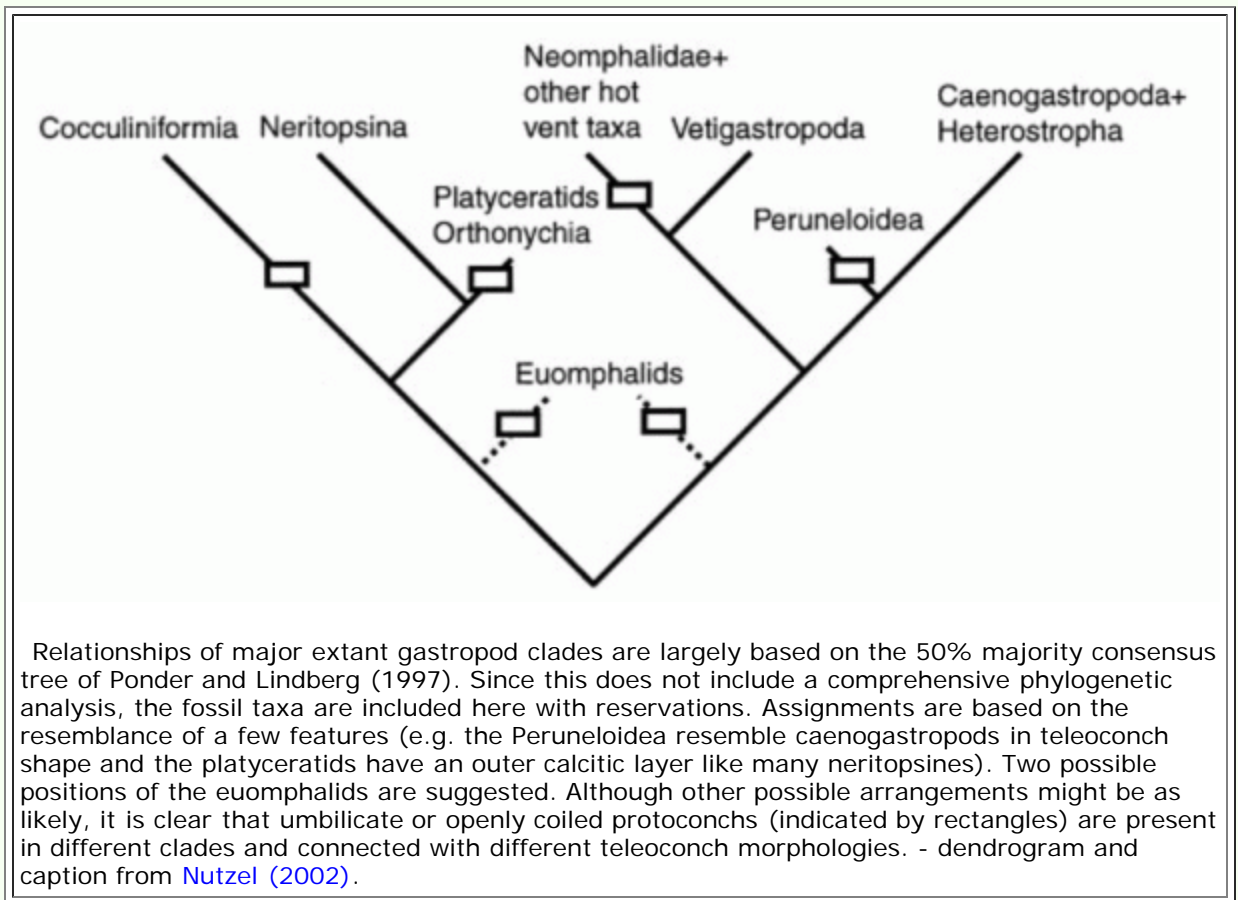 Neomphalidae+
other hot
vent taxa
Caenogastropoda+
Heterostropha
Cocculiniformia
Neritopsina
Vetigastropoda
Platyceratids
Orthonychia
Peruneloidea
Euomphalids
Relationships of major extant gastropod clades are largely based on the 50% majority consensus
tree of Ponder and Lindberg (1997). Since this does not include a comprehensive phylogenetic
analysis, the fossil taxa are included here with reservations. Assignments are based on the
resemblance of a few features (e.g. the Peruneloidea resemble caenogastropods in teleoconch
shape and the platyceratids have an outer calcitic layer like many neritopsines). Two possible
positions of the euomphalids are suggested. Although other possible arrangements might be as
likely, it is clear that umbilicate or openly coiled protoconchs (indicated by rectangles) are present
in different clades and connected with different teleoconch morphologies. - dendrogram and
caption from Nutzel (2002).